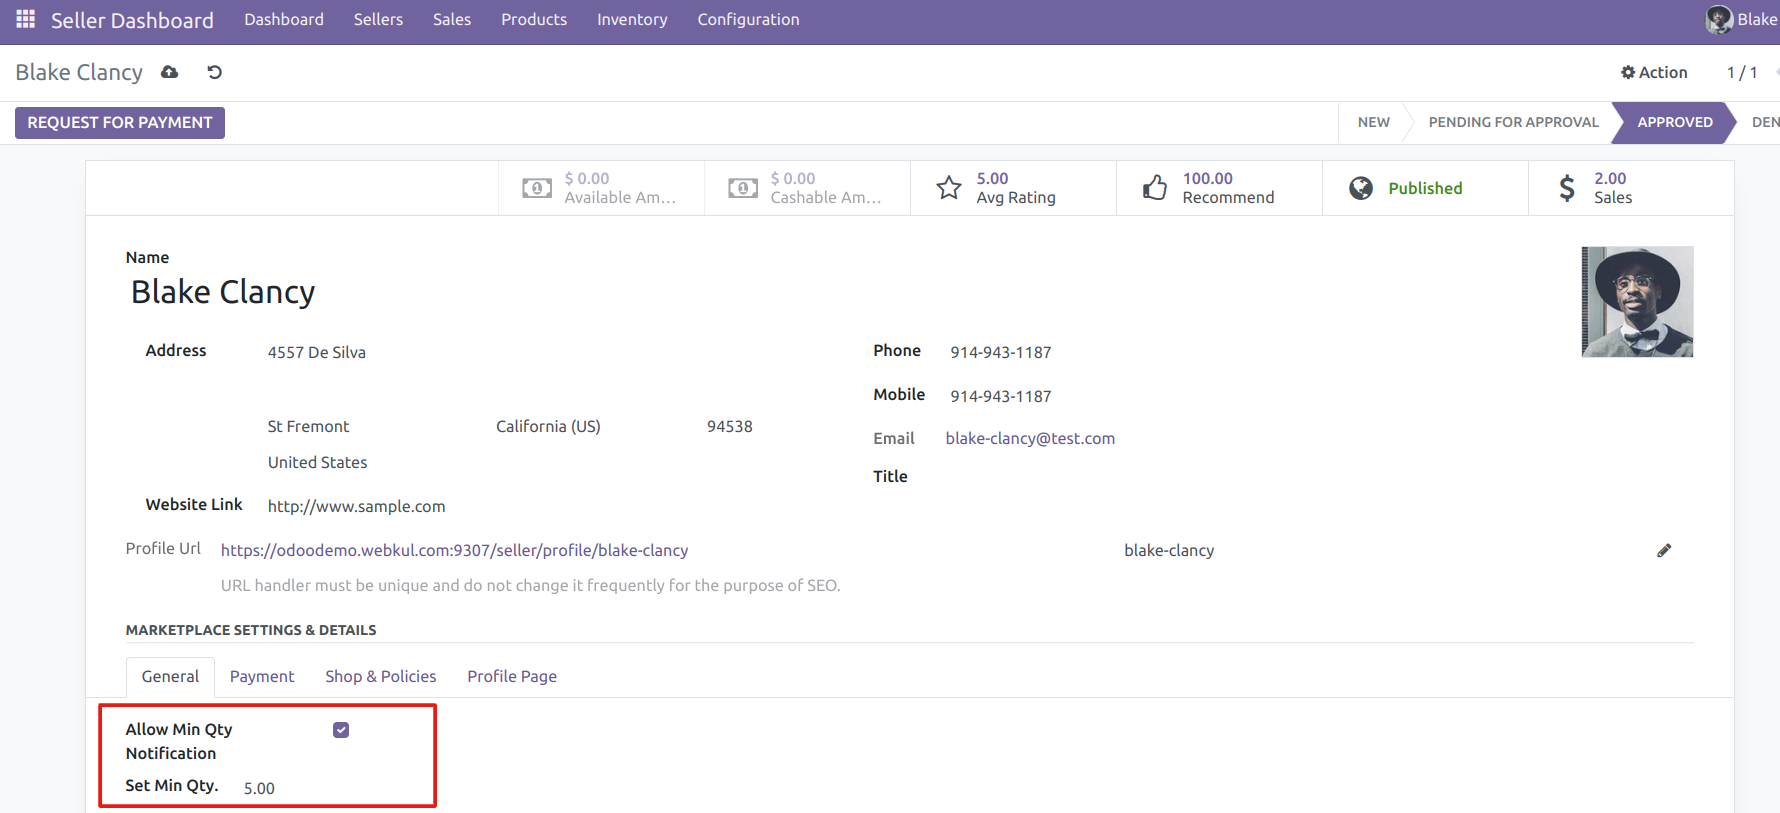 Seller Dashboard Dashboard Sellers Sales Products Inventory Configuration Blake
Blake Clancy Action 1 / 1
REQUEST FOR PAYMENT NEW PENDING FOR APPROVAL APPROVED DEN
$ 0.00 $ 0.00 5.00 100.00 Published 2.00
Available Am... Cashable Am... Avg Rating Recommend Sales
Name
Blake Clancy
Address 4557 De Silva Phone 914-943-1187
Mobile 914-943-1187
St Fremont California (US) 94538
Email blake-clancy@test.com
United States
Title
Website Link http://www.sample.com
Profile Url https://odoodemo.webkul.com:9307/seller/profile/blake-clancy blake-clancy
URL handler must be unique and do not change it frequently for the purpose of SEO.
MARKETPLACE SETTINGS & DETAILS
General Payment Shop & Policies Profile Page
Allow Min Qty
Notification
Set Min Qty. 5.00